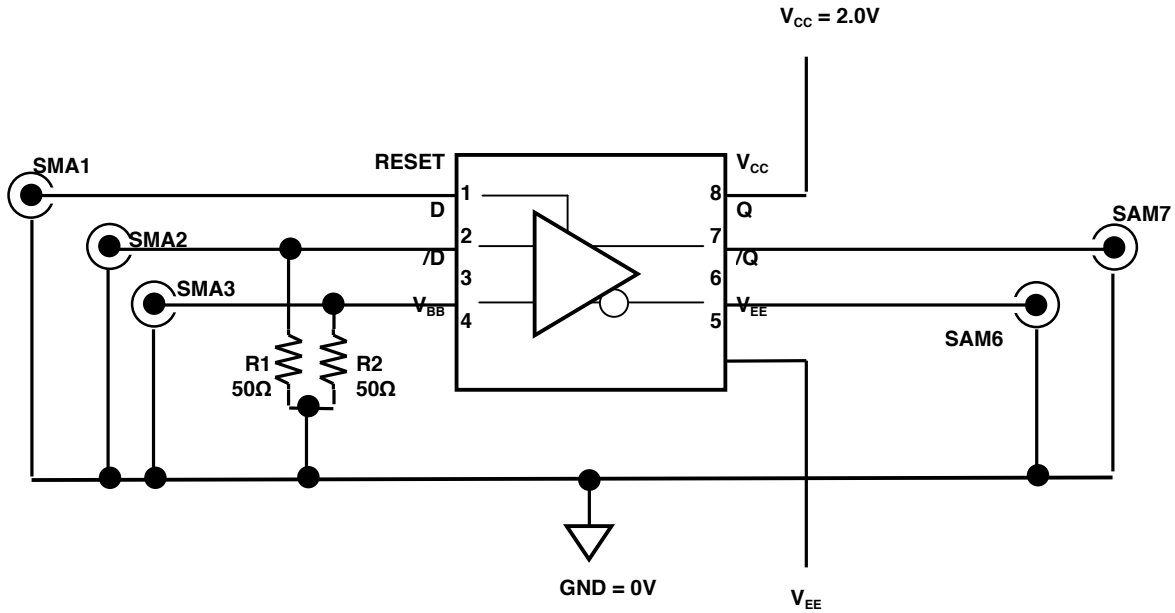 V_CC = 2.0V
SMA1
RESET
V_CC
1
8
D
Q
SAM7
SMA2
2
7
/D
/Q
3
6
SMA3
V_BB
V_EE
4
5
SAM6
R1
50Ω
R2
50Ω
GND = 0V
V_EE